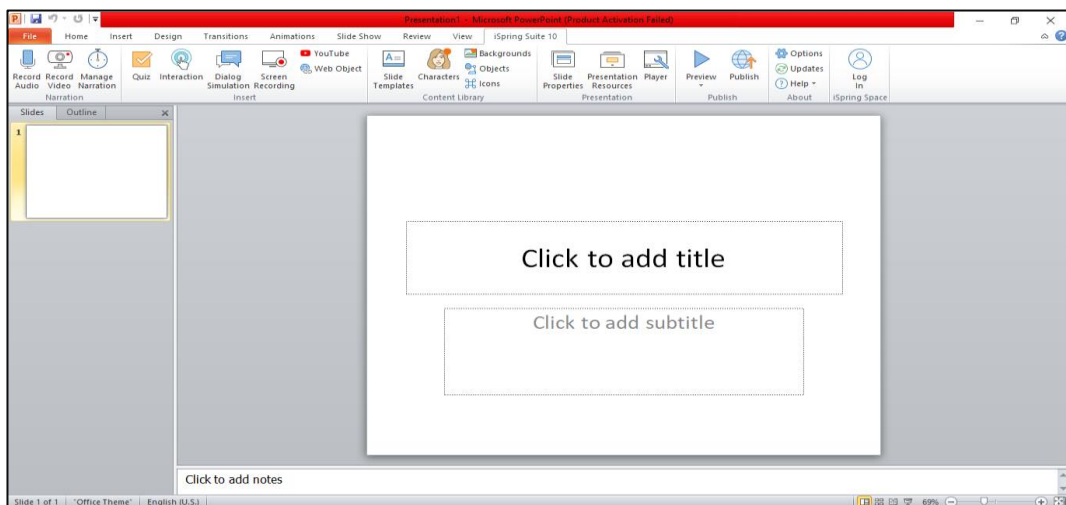 Presentation1 - Microsoft PowerPoint (Product Activation Failed)
File Home Insert Design Transitions Animations Slide Show Review View iSpring Suite 10
Record Audio Record Video Manage Narration Quiz Interaction Dialog Simulation Screen Recording YouTube Web Object Slide Templates Characters Backgrounds Objects Icons Slide Properties Presentation Resources Player Preview Publish Options Updates Help Log In
Narration Insert Content Library Presentation Publish About iSpring Space
Slides Outline
1
Click to add title
Click to add subtitle
Click to add notes
Slide 1 of 1 "Office Theme" English (U.S.) 69%